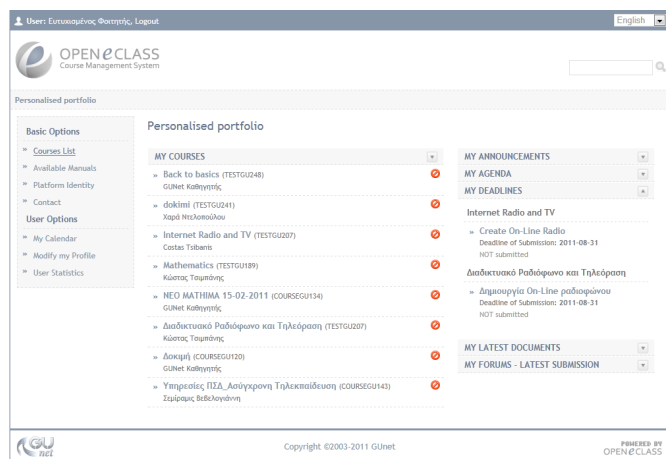 User: Ευτυχισμένος Φοιτητής, Logout
English
OPEN eCLASS
Course Management System
Personalised portfolio
Basic Options
» Courses List
» Available Manuals
» Platform Identity
» Contact
User Options
» My Calendar
» Modify my Profile
» User Statistics
Personalised portfolio
MY COURSES
» Back to basics (TESTGU248)
GUNet Καθηγητής
» dokimi (TESTGU241)
Χαρά Ντελοπούλου
» Internet Radio and TV (TESTGU207)
Costas Tsibanis
» Mathematics (TESTGU189)
Κώστας Τσιμπάνης
» NEO MATHIMA 15-02-2011 (COURSEGU134)
GUNet Καθηγητής
» Διαδικτυακό Ραδιόφωνο και Τηλεόραση (TESTGU207)
Κώστας Τσιμπάνης
» Δοκιμή (COURSEGU120)
GUNet Καθηγητής
» Υπηρεσίες ΠΣΔ_Ασύγχρονη Τηλεκπαίδευση (COURSEGU143)
Σεμίραμις Βεβελογιάννη
MY ANNOUNCEMENTS
MY AGENDA
MY DEADLINES
Internet Radio and TV
» Create On-Line Radio
Deadline of Submission: 2011-08-31
NOT submitted
Διαδικτυακό Ραδιόφωνο και Τηλεόραση
» Δημιουργία On-Line ραδιοφώνου
Deadline of Submission: 2011-08-31
NOT submitted
MY LATEST DOCUMENTS
MY FORUMS - LATEST SUBMISSION
GU net
Copyright ©2003-2011 GUnet
POWERED BY
OPEN eCLASS